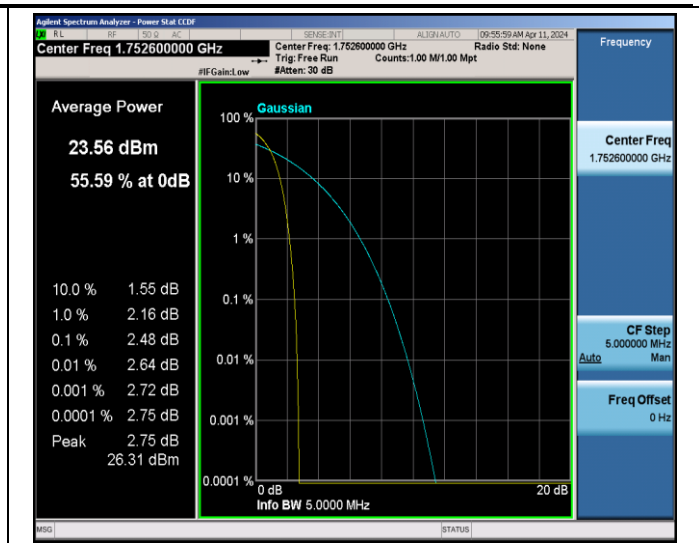 Agilent Spectrum Analyzer - Power Stat CCDF
RL RF 50 Ω AC SENSE:INT ALIGN AUTO 09:55:59 AM Apr 11, 2024
Center Freq 1.752600000 GHz
Center Freq: 1.752600000 GHz Radio Std: None
Trig: Free Run Counts:1.00 M/1.00 Mpt
#IFGain:Low #Atten: 30 dB
Frequency
Average Power
23.56 dBm
55.59 % at 0dB
10.0 % 1.55 dB
1.0 % 2.16 dB
0.1 % 2.48 dB
0.01 % 2.64 dB
0.001 % 2.72 dB
0.0001 % 2.75 dB
Peak 2.75 dB
26.31 dBm
Gaussian
100 %
10 %
1 %
0.1 %
0.01 %
0.001 %
0.0001 %
0 dB 20 dB
Info BW 5.0000 MHz
Center Freq
1.752600000 GHz
CF Step
5.000000 MHz
Auto Man
Freq Offset
0 Hz
MSG STATUS